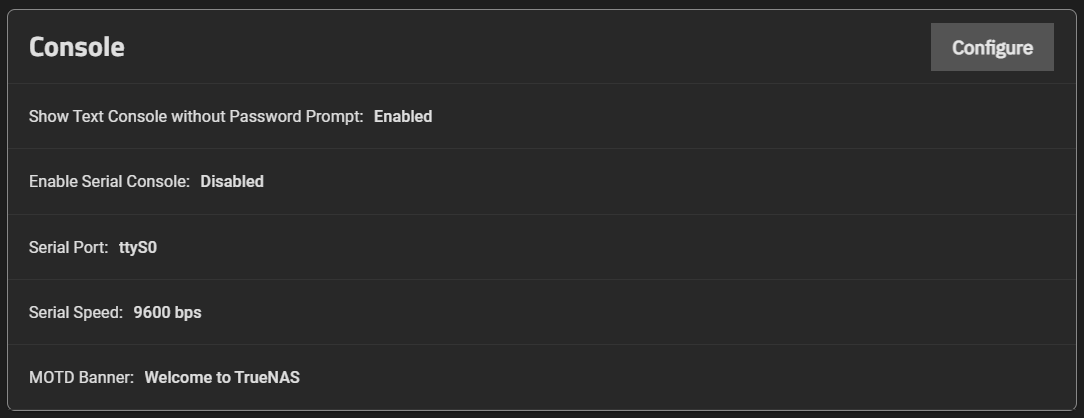 Console
Configure
Show Text Console without Password Prompt: Enabled
Enable Serial Console: Disabled
Serial Port: ttyS0
Serial Speed: 9600 bps
MOTD Banner: Welcome to TrueNAS